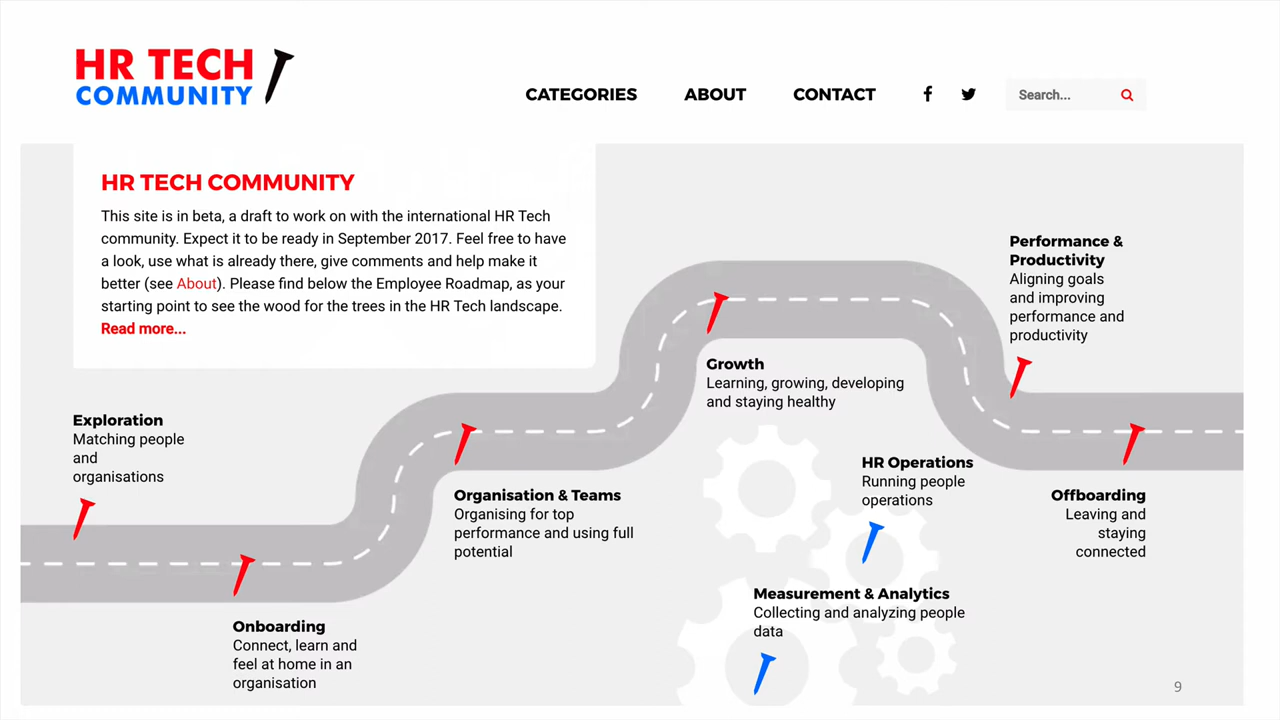 HR TECH
COMMUNITY
CATEGORIES
ABOUT
CONTACT
Search...
HR TECH COMMUNITY
This site is in beta, a draft to work on with the international HR Tech
community. Expect it to be ready in September 2017. Feel free to have
a look, use what is already there, give comments and help make it
better (see About). Please find below the Employee Roadmap, as your
starting point to see the wood for the trees in the HR Tech landscape.
Read more...
Exploration
Matching people
and
organisations
Onboarding
Connect, learn and
feel at home in an
organisation
Organisation & Teams
Organising for top
performance and using full
potential
Growth
Learning, growing, developing
and staying healthy
Performance &
Productivity
Aligning goals
and improving
performance and
productivity
HR Operations
Running people
operations
Offboarding
Leaving and
staying
connected
Measurement & Analytics
Collecting and analyzing people
data
9